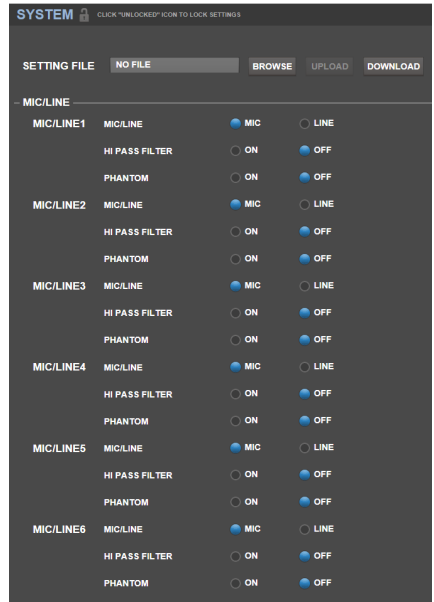 SYSTEM CLICK "UNLOCKED" ICON TO LOCK SETTINGS
SETTING FILE NO FILE BROWSE UPLOAD DOWNLOAD
MIC/LINE
MIC/LINE1 MIC/LINE MIC LINE
HI PASS FILTER ON OFF
PHANTOM ON OFF
MIC/LINE2 MIC/LINE MIC LINE
HI PASS FILTER ON OFF
PHANTOM ON OFF
MIC/LINE3 MIC/LINE MIC LINE
HI PASS FILTER ON OFF
PHANTOM ON OFF
MIC/LINE4 MIC/LINE MIC LINE
HI PASS FILTER ON OFF
PHANTOM ON OFF
MIC/LINE5 MIC/LINE MIC LINE
HI PASS FILTER ON OFF
PHANTOM ON OFF
MIC/LINE6 MIC/LINE MIC LINE
HI PASS FILTER ON OFF
PHANTOM ON OFF